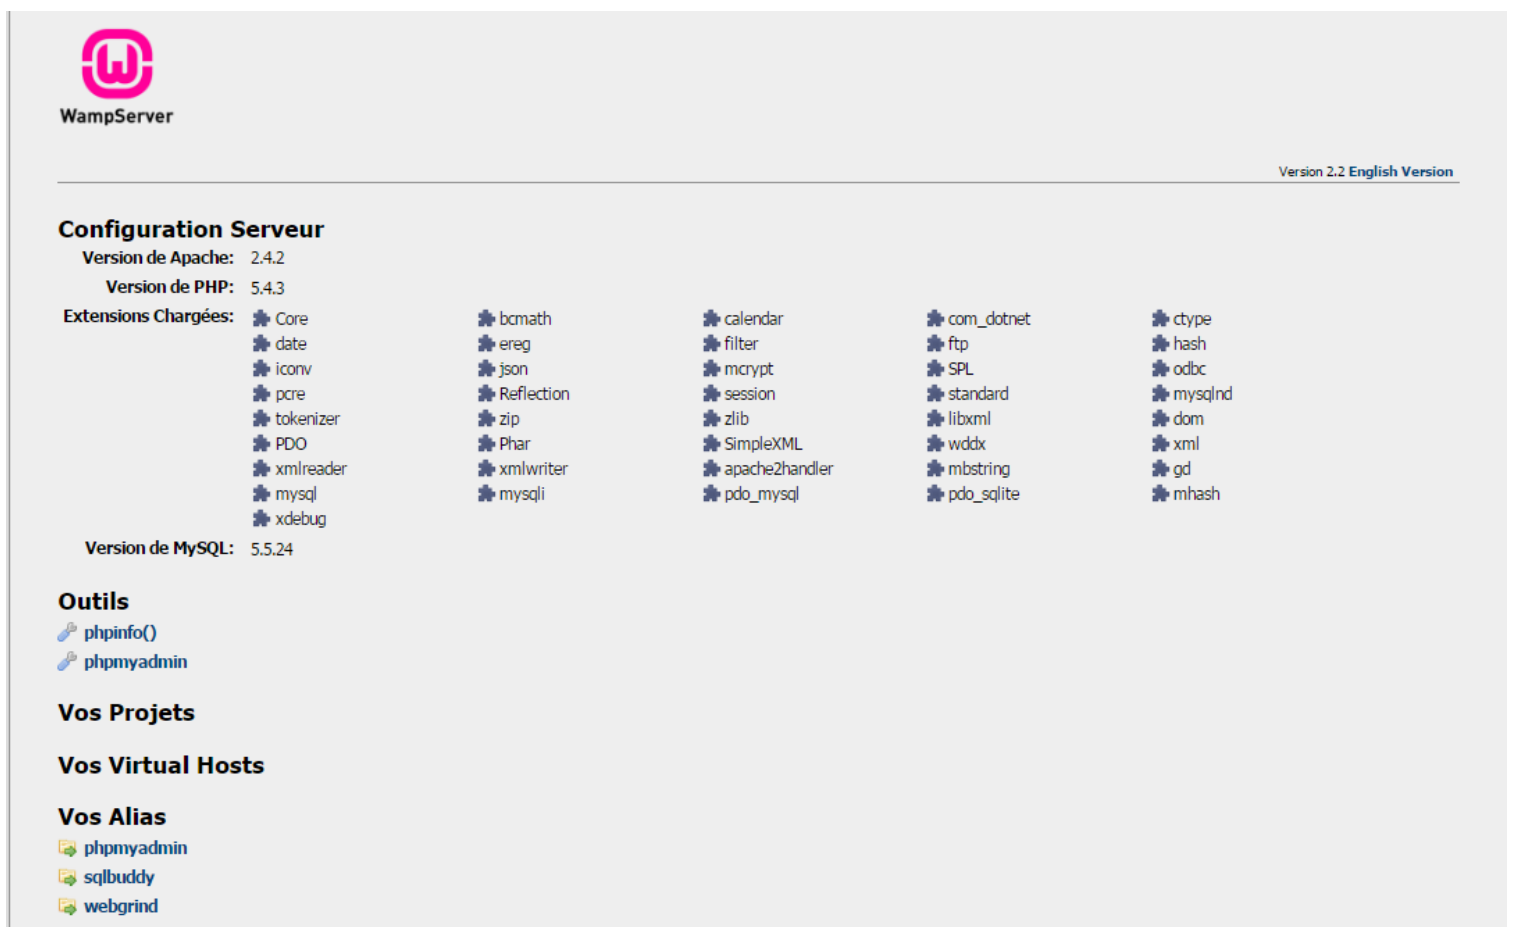 WampServer
Version 2.2 English Version
Configuration Serveur
Version de Apache: 2.4.2
Version de PHP: 5.4.3
Extensions Chargées: Core bcmath calendar com_dotnet ctype
date ereg filter ftp hash
iconv json mcrypt SPL odbc
pcre Reflection session standard mysqlnd
tokenizer zip zlib libxml dom
PDO Phar SimpleXML wddx xml
xmlreader xmlwriter apache2handler mbstring gd
mysql mysqli pdo_mysql pdo_sqlite mhash
xdebug
Version de MySQL: 5.5.24
Outils
phpinfo()
phpmyadmin
Vos Projets
Vos Virtual Hosts
Vos Alias
phpmyadmin
sqlbuddy
webgrind